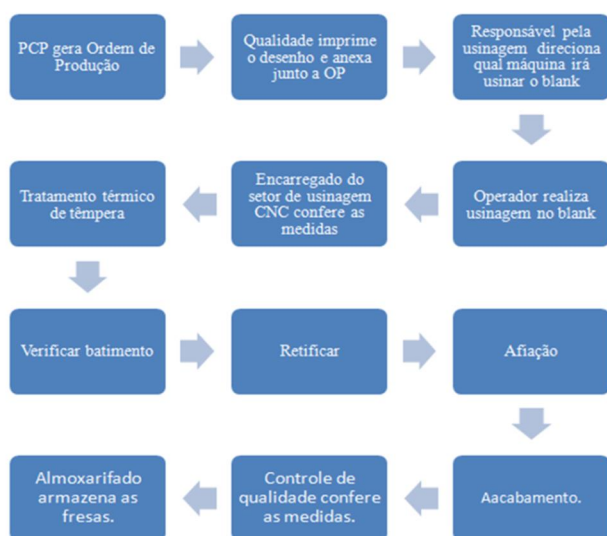 PCP gera Ordem de
Produção
Qualidade imprime
o desenho e anexa
junto a OP
Responsável pela
usinagem direciona
qual máquina irá
usinar o blank
Operador realiza
usinagem no blank
Encarregado do
setor de usinagem
CNC confere as
medidas
Tratamento térmico
de têmpera
Verificar batimento
Retificar
Afiação
Aacabamento.
Controle de
qualidade confere
as medidas.
Almoxarifado
armazena as
fresas.